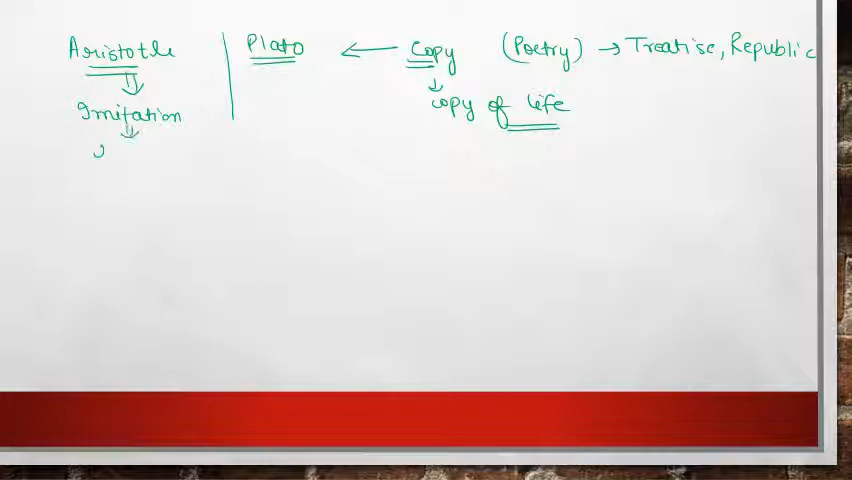 Aristotle | Plato ← Copy (Poetry) → Treatise, Republic
Imitation
copy of life